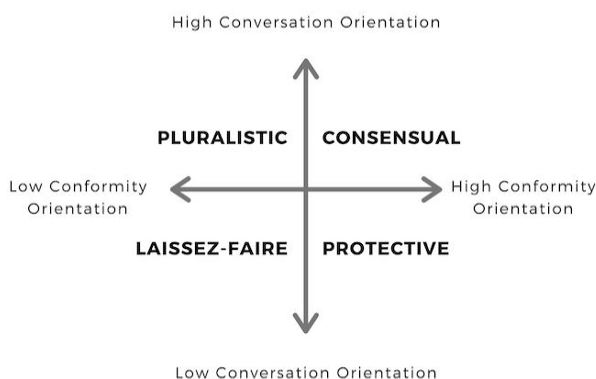 High Conversation Orientation
PLURALISTIC CONSENSUAL
Low Conformity
Orientation
High Conformity
Orientation
LAISSEZ-FAIRE PROTECTIVE
Low Conversation Orientation